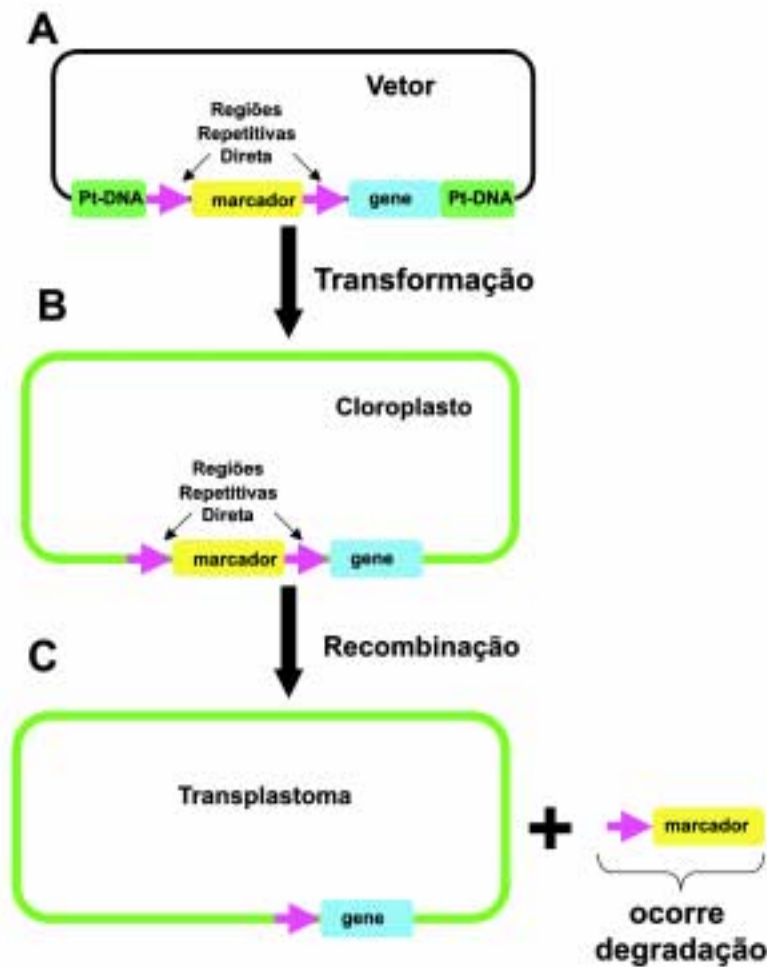 A
Vetor
Regiões
Repetitivas
Direta
Pt-DNA
marcador
gene
Pt-DNA
Transformação
B
Cloroplasto
Regiões
Repetitivas
Direta
marcador
gene
Recombinação
C
Transplastoma
gene
+
marcador
ocorre
degradação